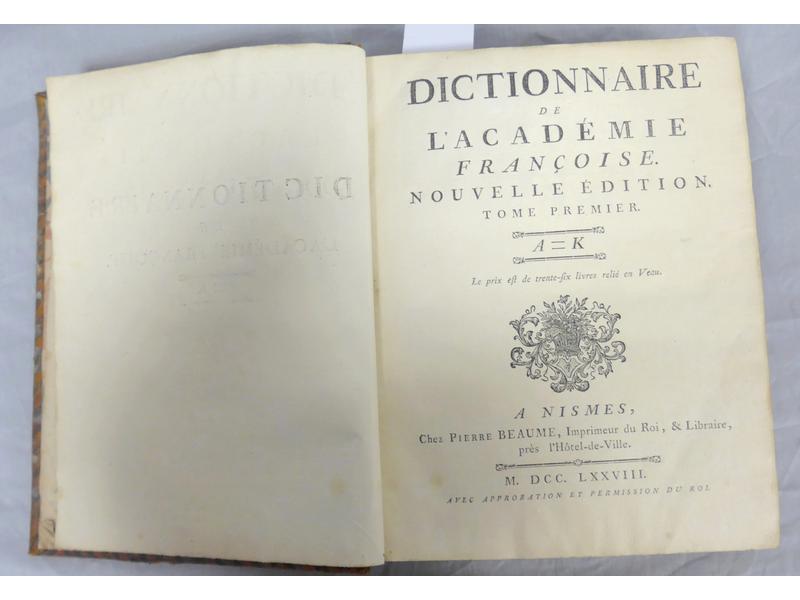 DICTIONNAIRE
DE
L'ACADÉMIE
FRANÇOISE.
NOUVELLE ÉDITION.
TOME PREMIER.
A = K
Le prix eſt de trente-ſix livres relié en Veau.
A NISMES,
Chez PIERRE BEAUME, Imprimeur du Roi, & Libraire,
près l'Hôtel-de-Ville.
M. DCC. LXXVIII.
AVEC APPROBATION ET PERMISSION DU ROI.